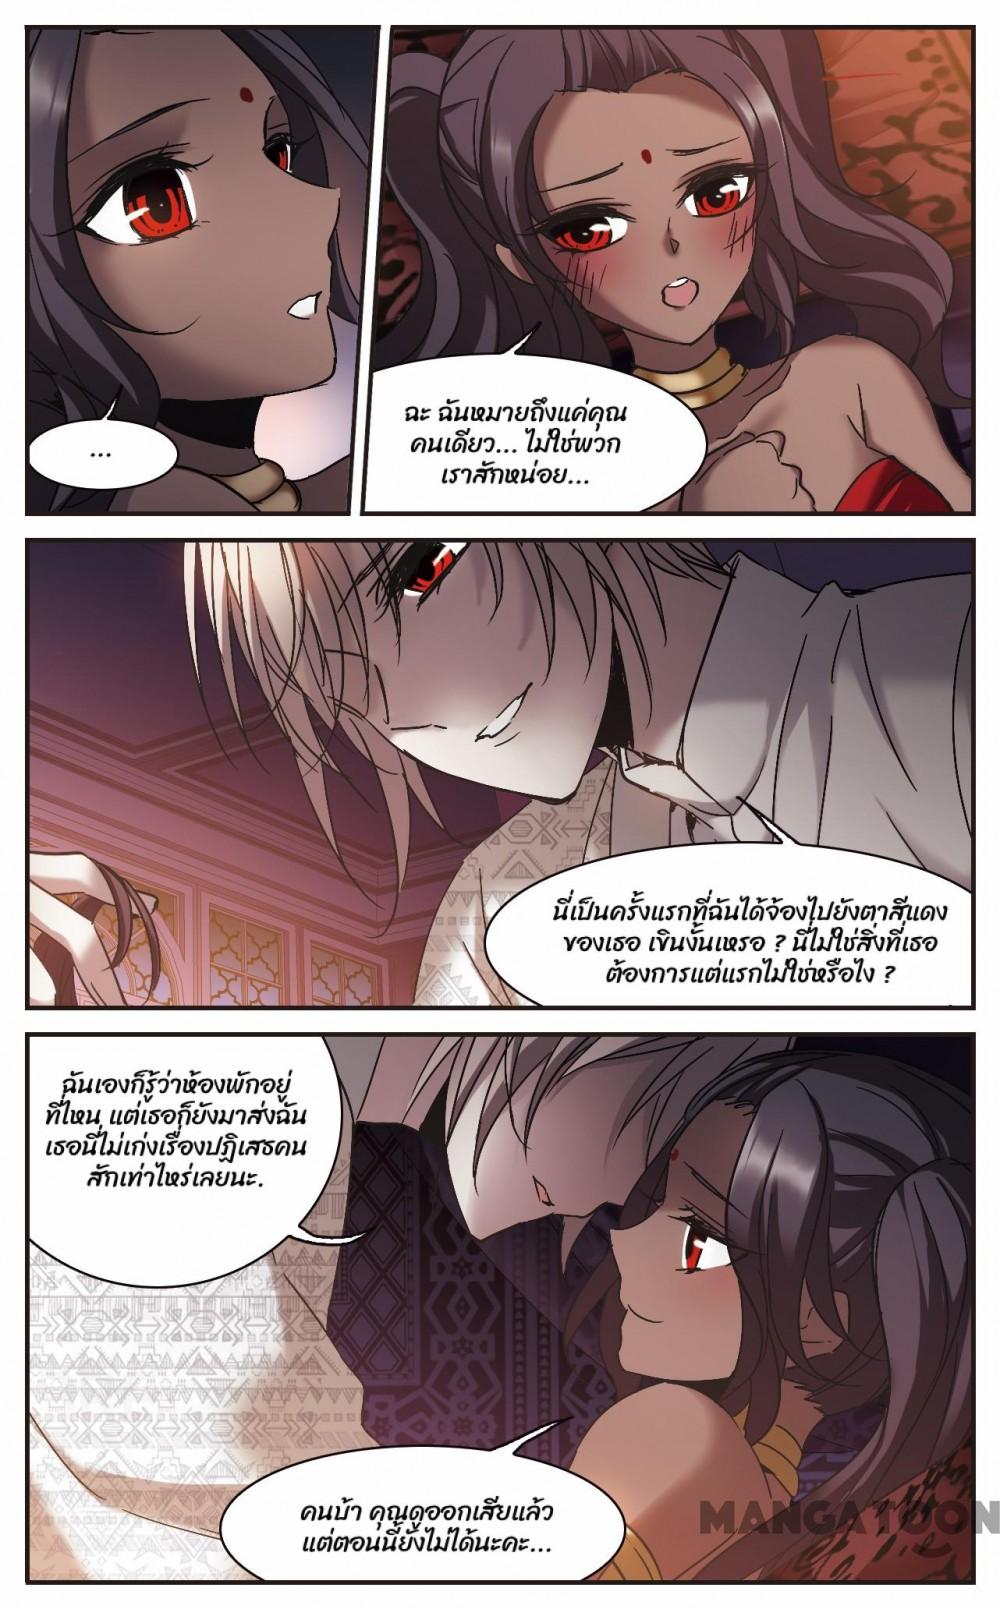 ...
ฉะ ฉันหมายถึงแค่คุณ
คนเดียว... ไม่ใช่พวก
เราสักหน่อย...
นี่เป็นครั้งแรกที่ฉันได้จ้องไปยังตาสีแดง
ของเธอ เขินงั้นเหรอ ? นี่ไม่ใช่สิ่งที่เธอ
ต้องการแต่แรกไม่ใช่หรือไง ?
ฉันเองก็รู้ว่าห้องพักอยู่
ที่ไหน แต่เธอก็ยังมาส่งฉัน
เธอนี่ไม่เก่งเรื่องปฏิเสธคน
สักเท่าไหร่เลยนะ.
คนบ้า คุณดูออกเสียแล้ว
แต่ตอนนี้ยังไม่ได้นะคะ...
MANGATOON